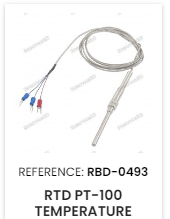 REFERENCE: RBD-0493
RTD PT-100
TEMPERATURE